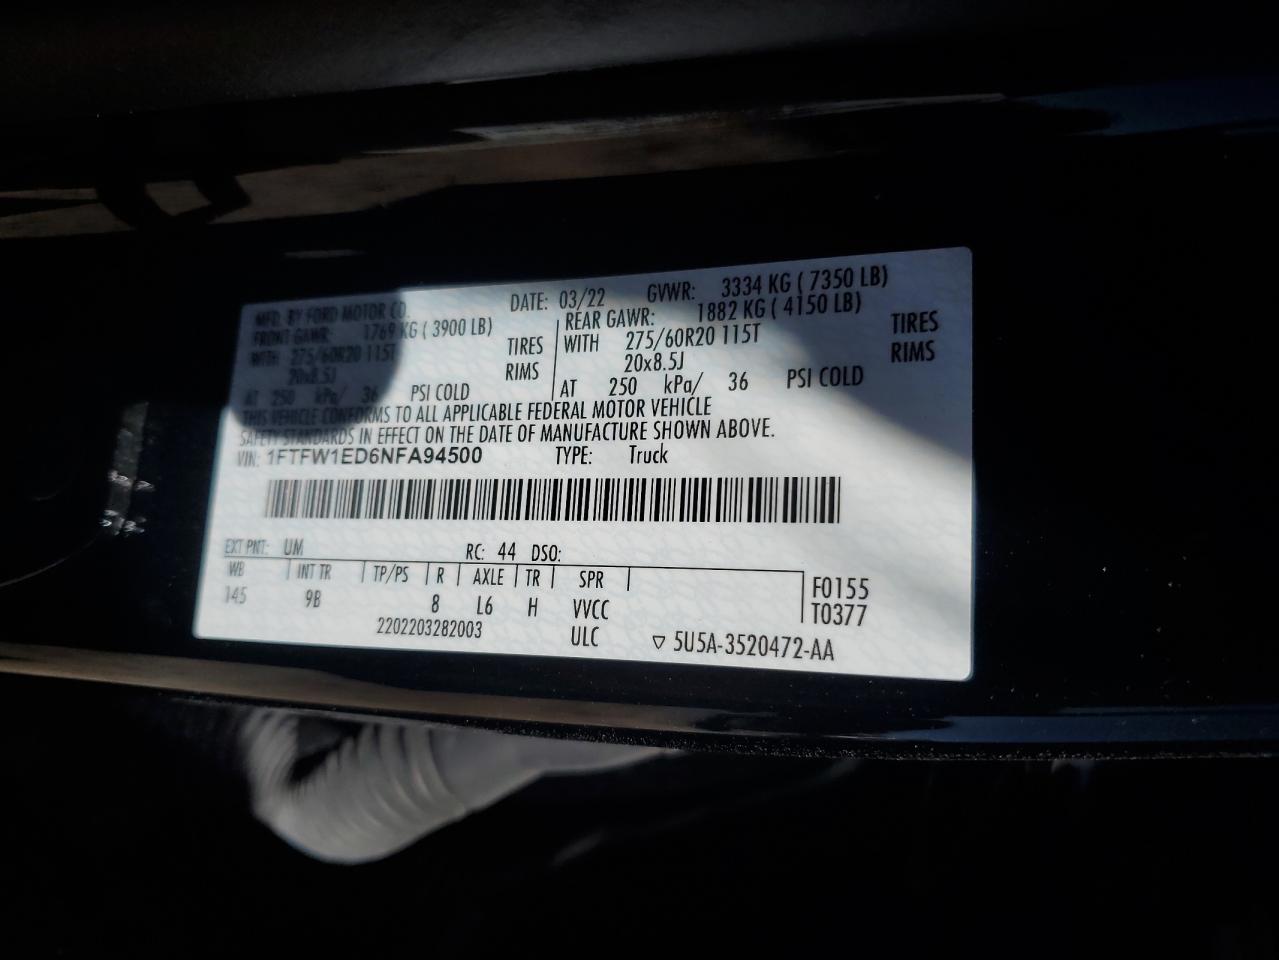 MFD. BY FORD MOTOR CO. DATE: 03/22 GVWR: 3334 KG ( 7350 LB)
FRONT GAWR: 1769 KG ( 3900 LB) REAR GAWR: 1882 KG ( 4150 LB)
WITH 275/60R20 115T TIRES WITH 275/60R20 115T TIRES
20x8.5J RIMS 20x8.5J RIMS
AT 250 kPa/ 36 PSI COLD AT 250 kPa/ 36 PSI COLD
THIS VEHICLE CONFORMS TO ALL APPLICABLE FEDERAL MOTOR VEHICLE
SAFETY STANDARDS IN EFFECT ON THE DATE OF MANUFACTURE SHOWN ABOVE.
VIN: 1FTFW1ED6NFA94500 TYPE: Truck
EXT PNT: UM RC: 44 DSO:
WB INT TR TP/PS R AXLE TR SPR F0155
145 9B 8 L6 H VVCC T0377
2202203282003 ULC ▽ 5U5A-3520472-AA